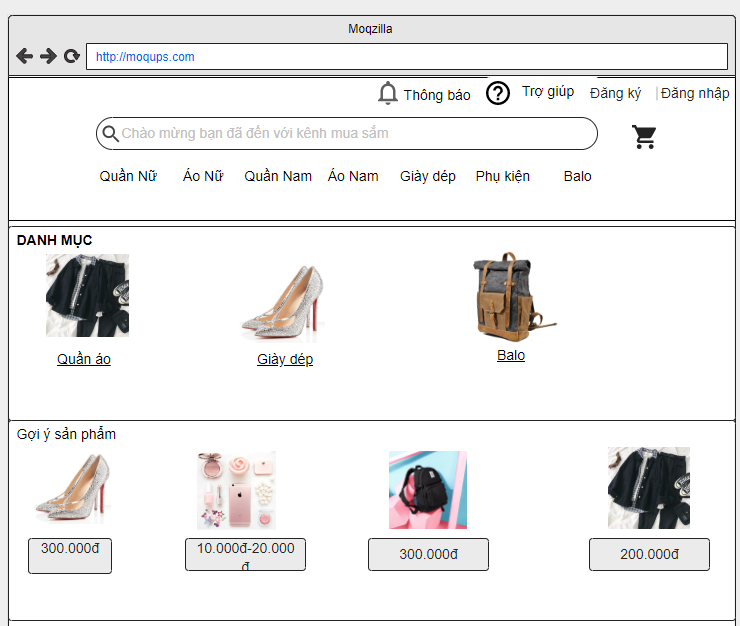 Moqzilla
http://moqups.com
Thông báo
Trợ giúp
Đăng ký | Đăng nhập
Chào mừng bạn đã đến với kênh mua sắm
Quần Nữ Áo Nữ Quần Nam Áo Nam Giày dép Phụ kiện Balo
DANH MỤC
Quần áo Giày dép Balo
Gợi ý sản phẩm
300.000đ 10.000đ-20.000 300.000đ 200.000đ
đ